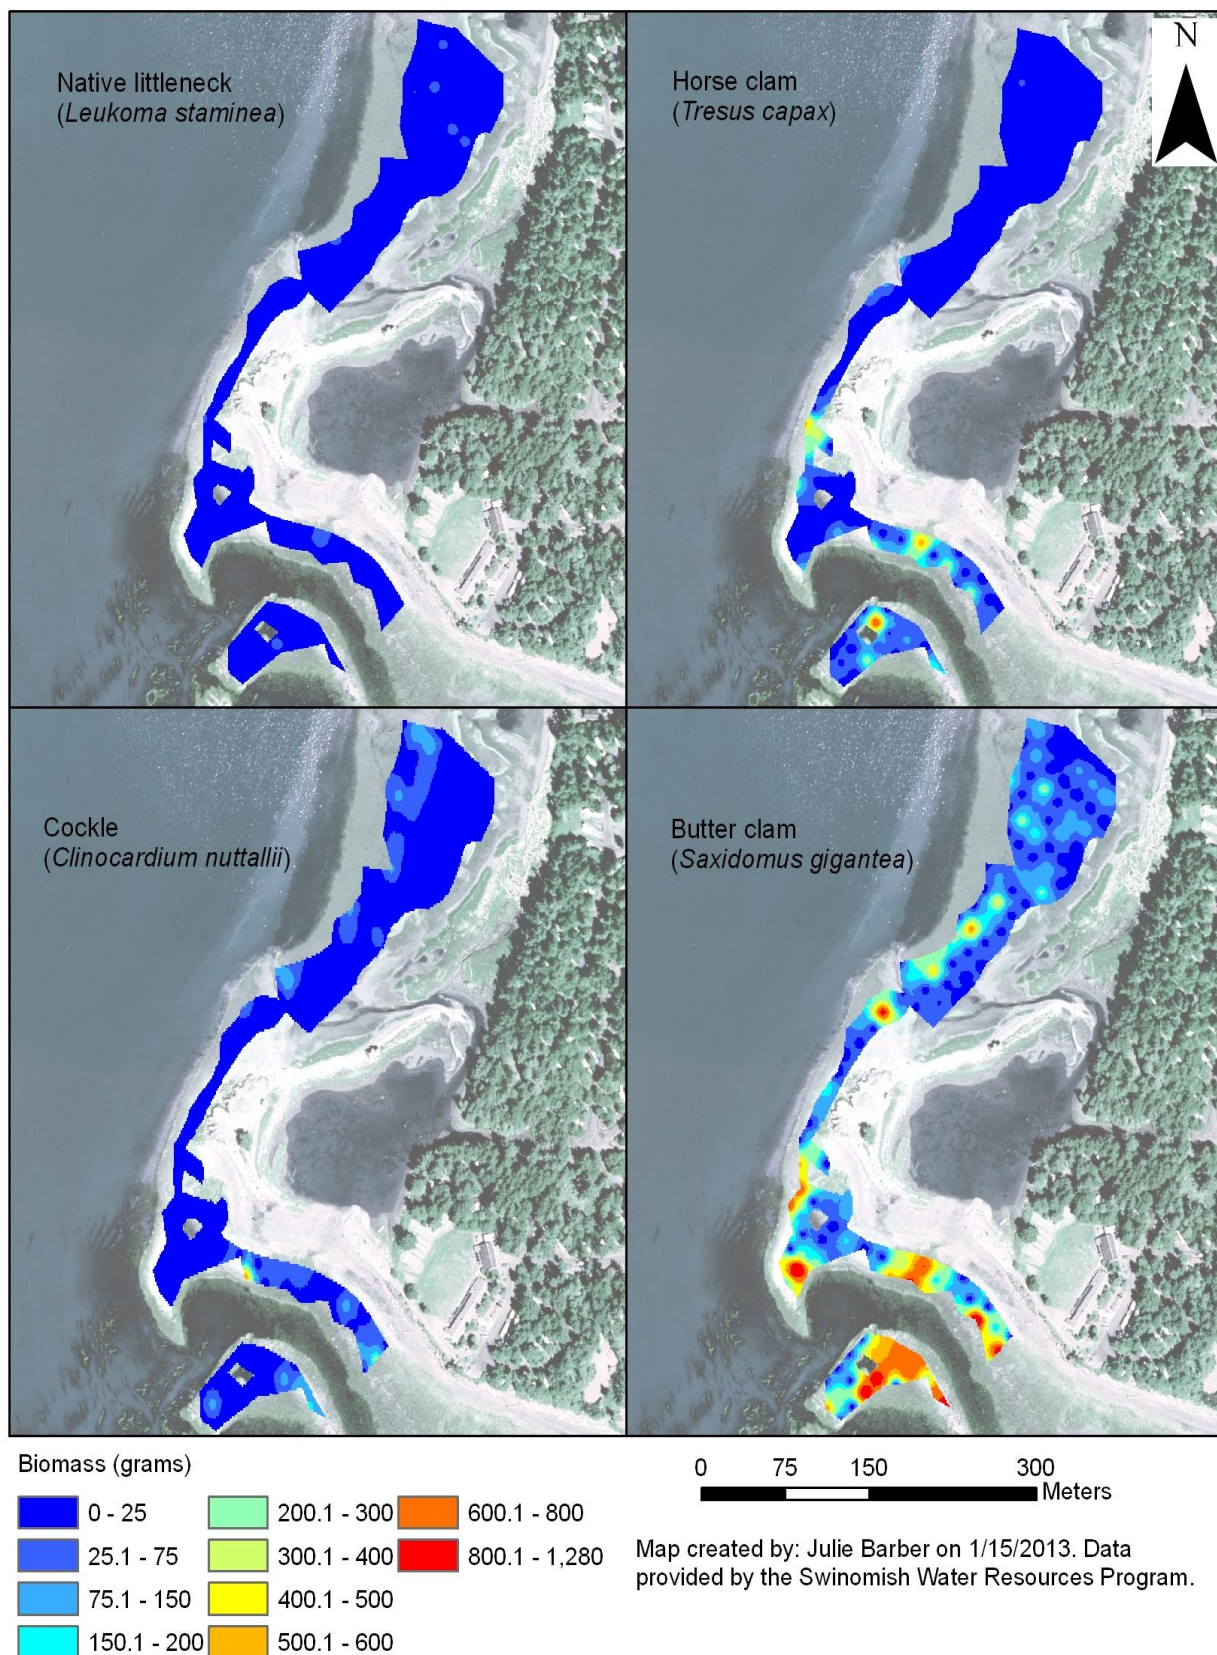 Native littleneck
(Leukoma staminea)
Horse clam
(Tresus capax)
N
Cockle
(Clinocardium nuttallii)
Butter clam
(Saxidomus gigantea)
Biomass (grams)
0 - 25
25.1 - 75
75.1 - 150
150.1 - 200
200.1 - 300
300.1 - 400
400.1 - 500
500.1 - 600
600.1 - 800
800.1 - 1,280
0 75 150 300
Meters
Map created by: Julie Barber on 1/15/2013. Data
provided by the Swinomish Water Resources Program.